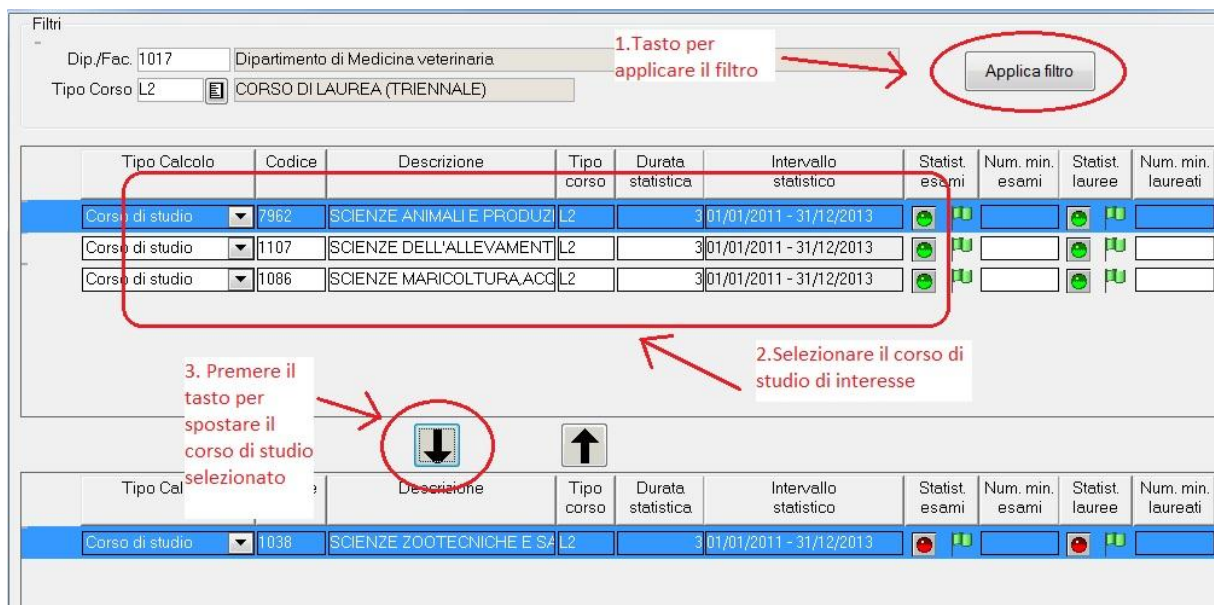 Filtri
Dip./Fac. 1017 Dipartimento di Medicina veterinaria
1.Tasto per
applicare il filtro
Applica filtro
Tipo Corso L2 CORSO DI LAUREA (TRIENNALE)
Tipo Calcolo Codice Descrizione Tipo corso Durata statistica Intervallo statistico Statist. esami Num. min. esami Statist. lauree Num. min. laureati
Corso di studio 7962 SCIENZE ANIMALI E PRODUZI L2 3 01/01/2011 - 31/12/2013
Corso di studio 1107 SCIENZE DELL'ALLEVAMENT L2 3 01/01/2011 - 31/12/2013
Corso di studio 1086 SCIENZE MARICOLTURA,ACQ L2 3 01/01/2011 - 31/12/2013
2.Selezionare il corso di
studio di interesse
3. Premere il
tasto per
spostare il
corso di studio
selezionato
Tipo Cal e Descrizione Tipo corso Durata statistica Intervallo statistico Statist. esami Num. min. esami Statist. lauree Num. min. laureati
Corso di studio 1038 SCIENZE ZOOTECNICHE E SA L2 3 01/01/2011 - 31/12/2013